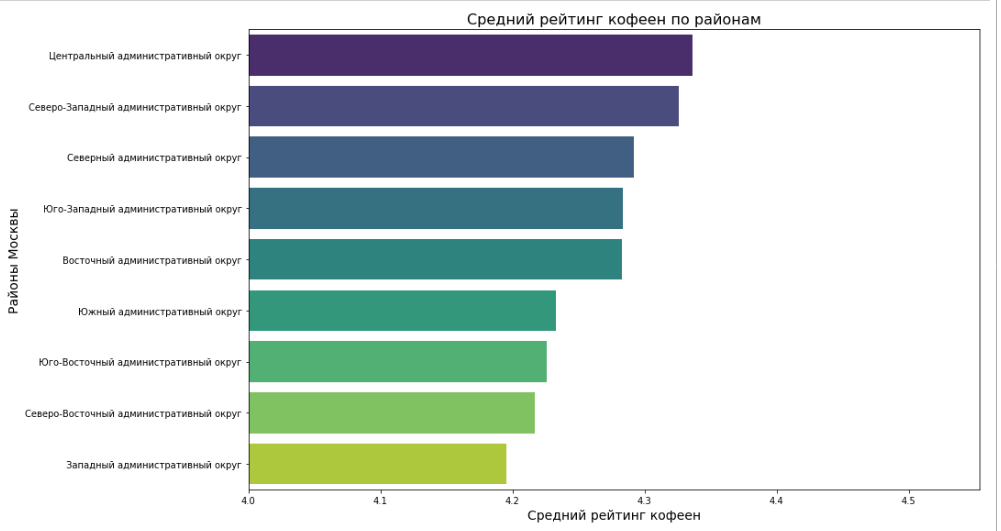 Средний рейтинг кофеен по районам
Районы Москвы
Центральный административный округ
Северо-Западный административный округ
Северный административный округ
Юго-Западный административный округ
Восточный административный округ
Южный административный округ
Юго-Восточный административный округ
Северо-Восточный административный округ
Западный административный округ
4.0 4.1 4.2 4.3 4.4 4.5
Средний рейтинг кофеен